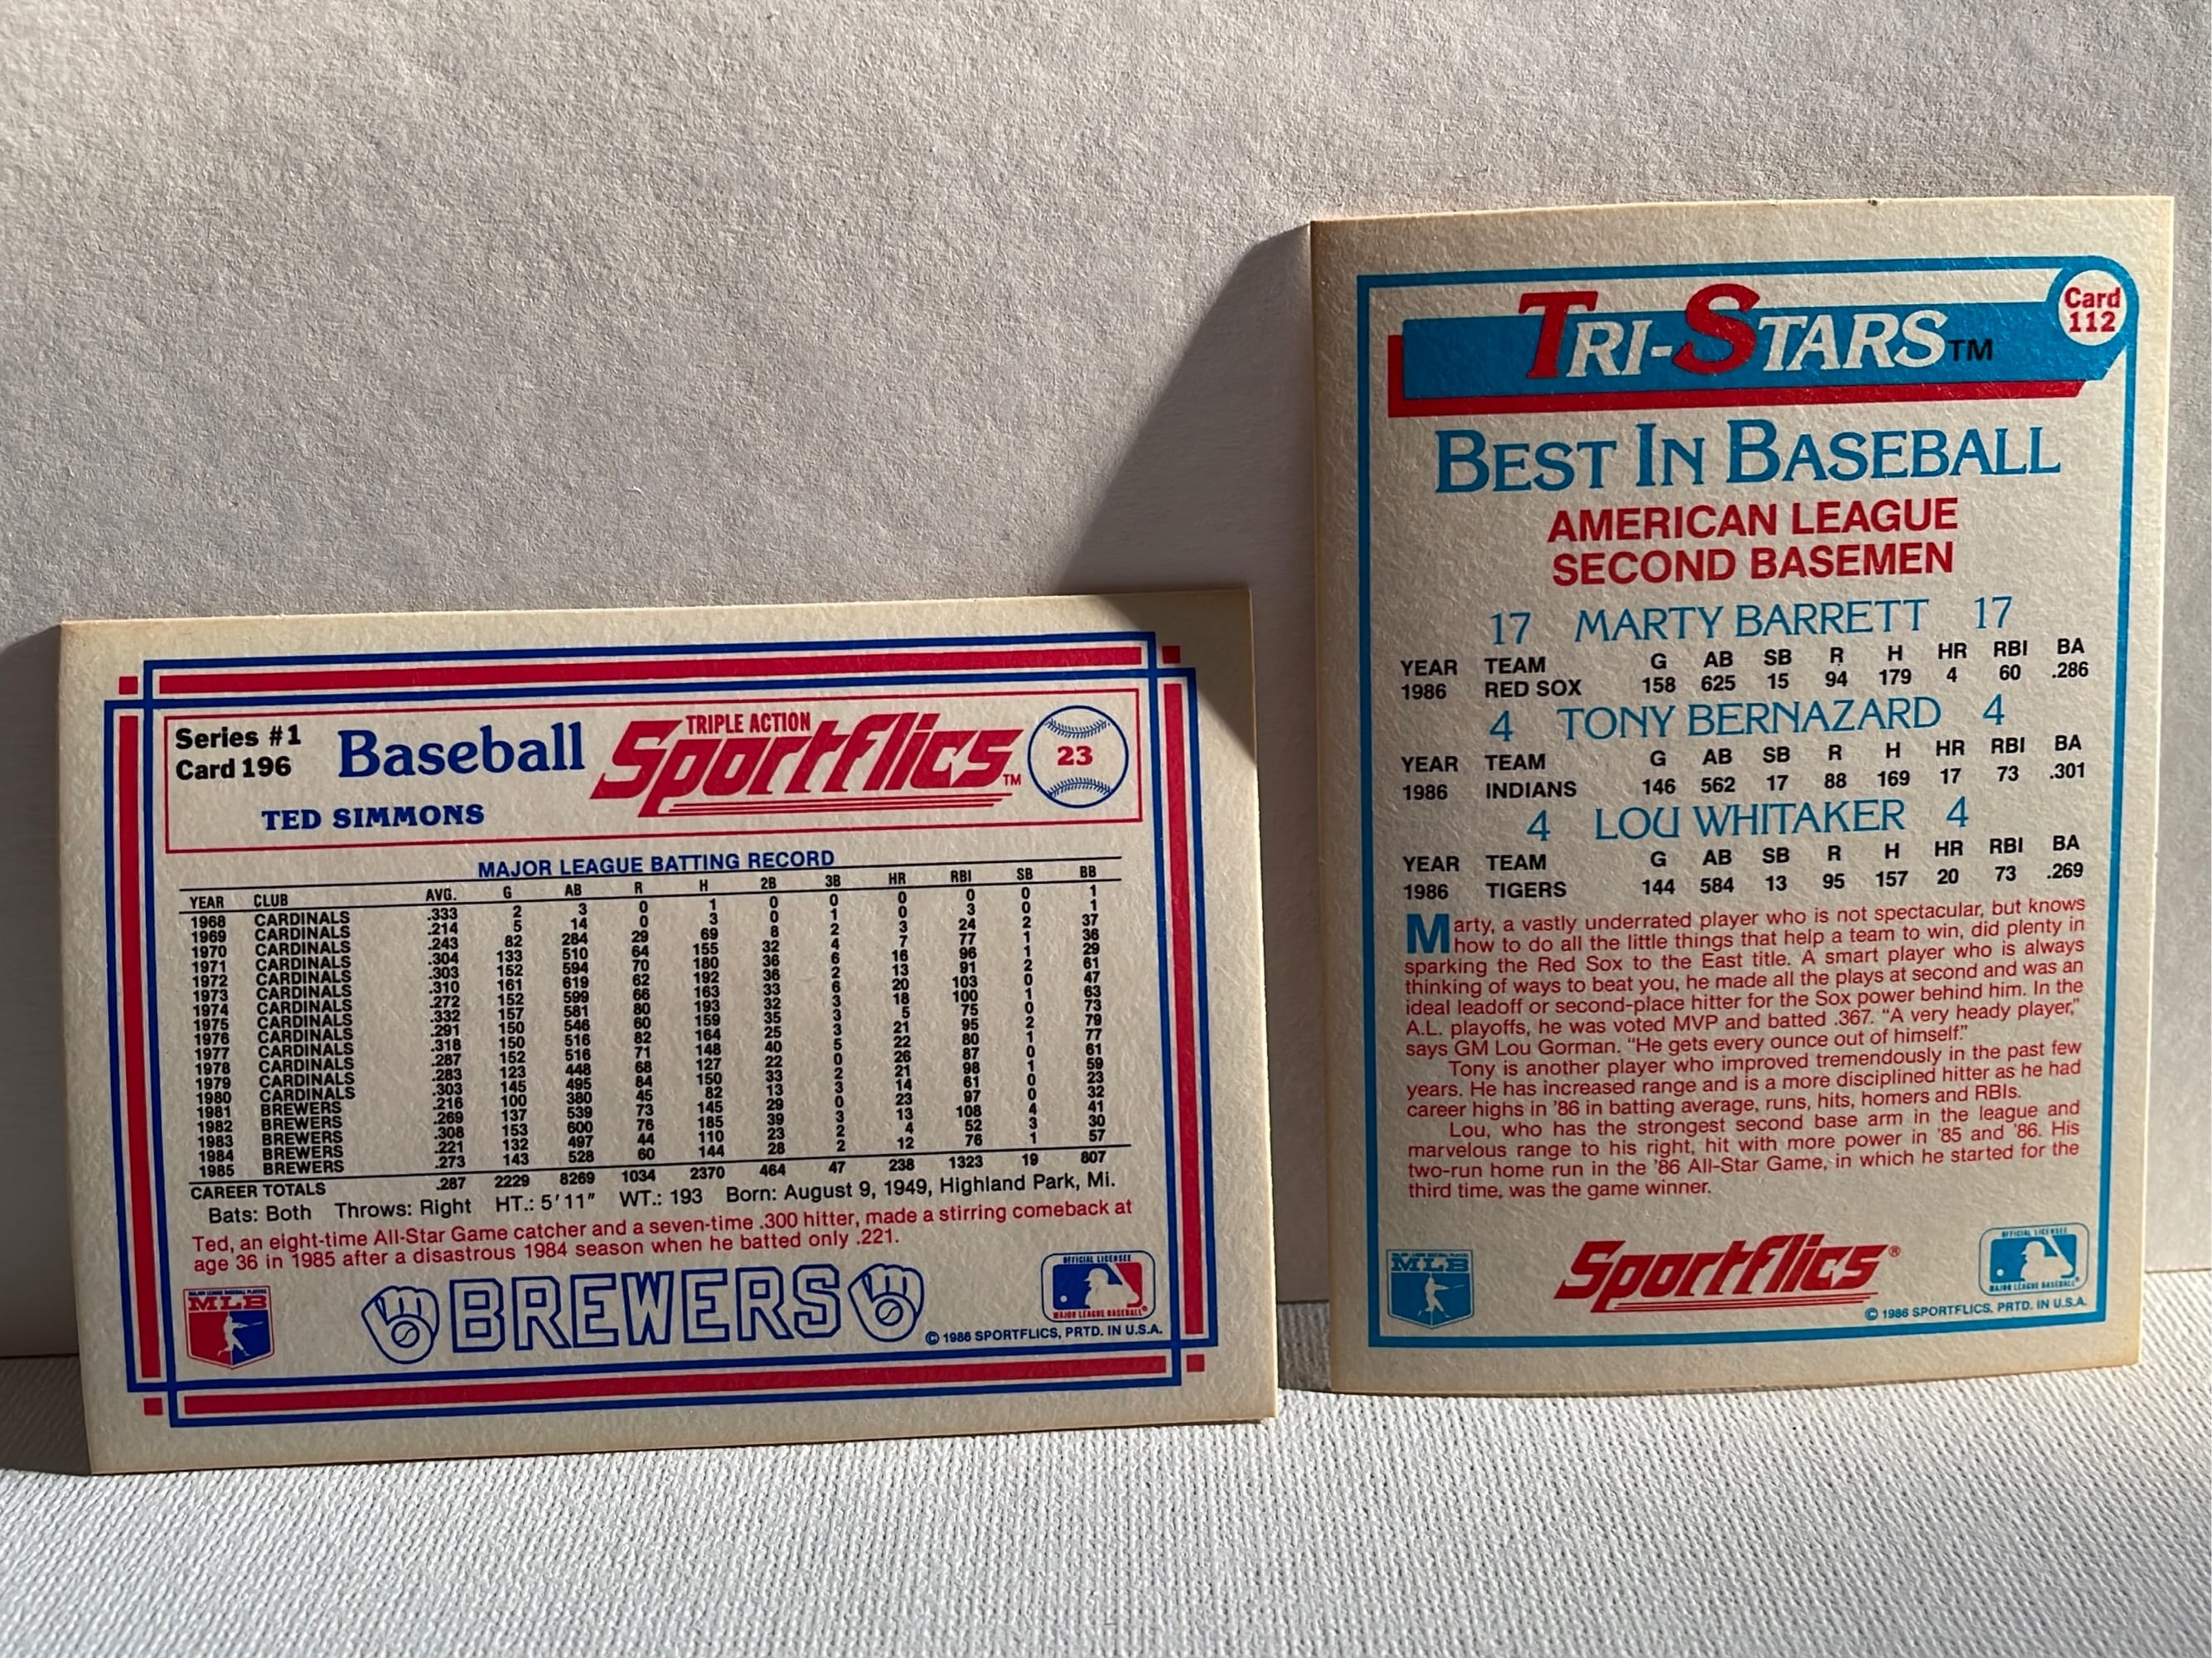 Series #1
Card 196
Baseball
TRIPLE ACTION
Sportflics™
23
TED SIMMONS
MAJOR LEAGUE BATTING RECORD
YEAR CLUB AVG. G AB R H 2B 3B HR RBI SB BB
1968 CARDINALS .333 2 3 0 1 0 0 0 0 0 1
1969 CARDINALS .214 5 14 0 3 0 1 0 3 0 1
1970 CARDINALS .243 82 284 29 69 8 2 3 24 2 37
1971 CARDINALS .304 133 510 64 155 32 4 7 77 1 36
1972 CARDINALS .303 152 594 70 180 36 6 16 96 1 29
1973 CARDINALS .310 161 619 62 192 36 2 13 91 2 61
1974 CARDINALS .272 152 599 66 163 33 6 20 103 0 47
1975 CARDINALS .332 157 581 80 193 32 3 18 100 1 63
1976 CARDINALS .291 150 546 60 159 35 3 5 75 0 73
1977 CARDINALS .318 150 516 82 164 25 3 21 95 2 79
1978 CARDINALS .287 152 516 71 148 40 5 22 80 1 77
1979 CARDINALS .283 123 448 68 127 22 0 26 87 0 61
1980 CARDINALS .303 145 495 84 150 33 2 21 98 1 59
1981 BREWERS .216 100 380 45 82 13 3 14 61 0 23
1982 BREWERS .269 137 539 73 145 29 0 23 97 0 32
1983 BREWERS .308 153 600 76 185 39 3 13 108 4 41
1984 BREWERS .221 132 497 44 110 23 2 4 52 3 30
1985 BREWERS .273 143 528 60 144 28 2 12 76 1 57
CAREER TOTALS .287 2229 8269 1034 2370 464 47 238 1323 19 807
Bats: Both Throws: Right HT.: 5'11" WT.: 193 Born: August 9, 1949, Highland Park, Mi.
Ted, an eight-time All-Star Game catcher and a seven-time .300 hitter, made a stirring comeback at
age 36 in 1985 after a disastrous 1984 season when he batted only .221.
MAJOR LEAGUE BASEBALL PLAYERS
MLB
BREWERS
OFFICIAL LICENSEE
MAJOR LEAGUE BASEBALL®
© 1986 SPORTFLICS, PRTD. IN U.S.A.
TRI-STARS™
Card
112
BEST IN BASEBALL
AMERICAN LEAGUE
SECOND BASEMEN
17 MARTY BARRETT 17
YEAR TEAM G AB SB R H HR RBI BA
1986 RED SOX 158 625 15 94 179 4 60 .286
4 TONY BERNAZARD 4
YEAR TEAM G AB SB R H HR RBI BA
1986 INDIANS 146 562 17 88 169 17 73 .301
4 LOU WHITAKER 4
YEAR TEAM G AB SB R H HR RBI BA
1986 TIGERS 144 584 13 95 157 20 73 .269
Marty, a vastly underrated player who is not spectacular, but knows
how to do all the little things that help a team to win, did plenty in
sparking the Red Sox to the East title. A smart player who is always
thinking of ways to beat you, he made all the plays at second and was an
ideal leadoff or second-place hitter for the Sox power behind him. In the
A.L. playoffs, he was voted MVP and batted .367. “A very heady player,”
says GM Lou Gorman. “He gets every ounce out of himself.”
Tony is another player who improved tremendously in the past few
years. He has increased range and is a more disciplined hitter as he had
career highs in '86 in batting average, runs, hits, homers and RBIs.
Lou, who has the strongest second base arm in the league and
marvelous range to his right, hit with more power in '85 and '86. His
two-run home run in the '86 All-Star Game, in which he started for the
third time, was the game winner.
MLB
Sportflics®
OFFICIAL LICENSEE
MAJOR LEAGUE BASEBALL®
© 1986 SPORTFLICS, PRTD. IN U.S.A.